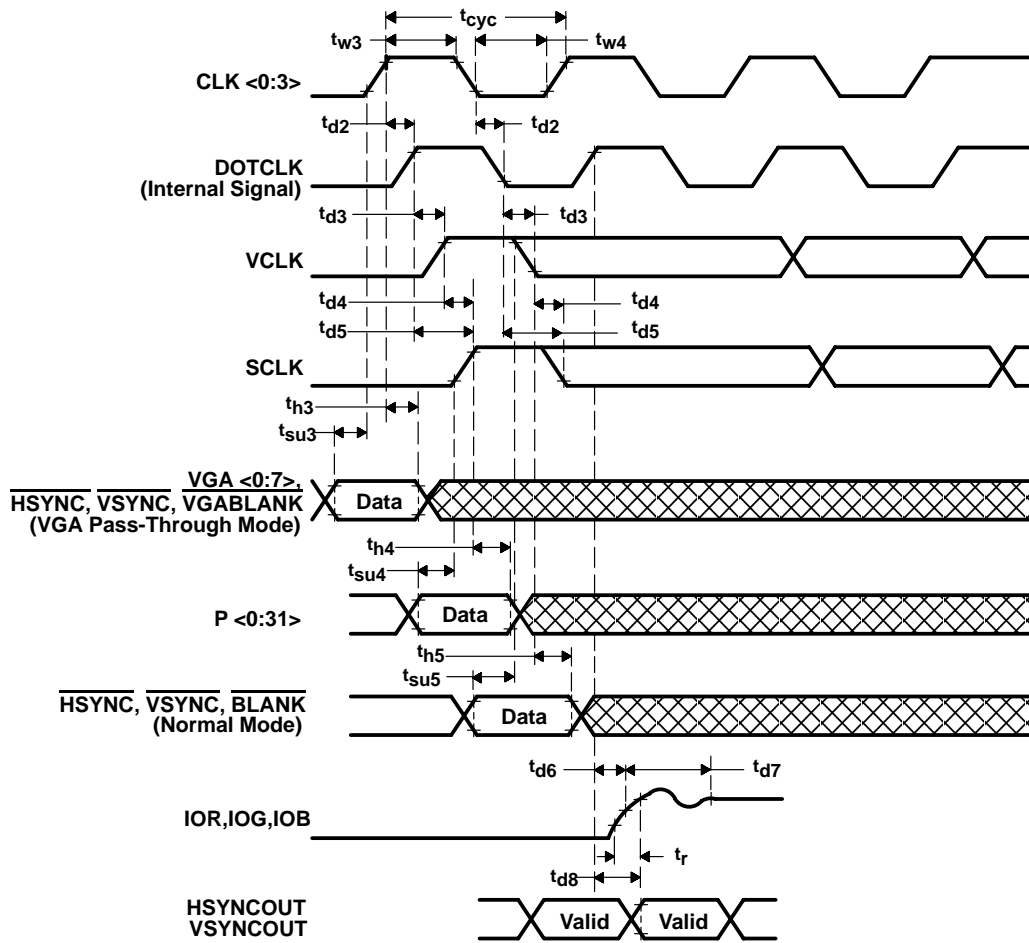 tcyc
tw3 tw4
CLK <0:3>
td2 td2
DOTCLK
(Internal Signal)
td3 td3
VCLK
td4 td4
td5 td5
SCLK
th3
tsu3
VGA <0:7>,
HSYNC, VSYNC, VGABLANK
(VGA Pass-Through Mode)
Data
th4
tsu4
P <0:31>
Data
th5
tsu5
HSYNC, VSYNC, BLANK
(Normal Mode)
Data
td6 td7
IOR,IOG,IOB
tr
td8
HSYNCOUT
VSYNCOUT
Valid Valid